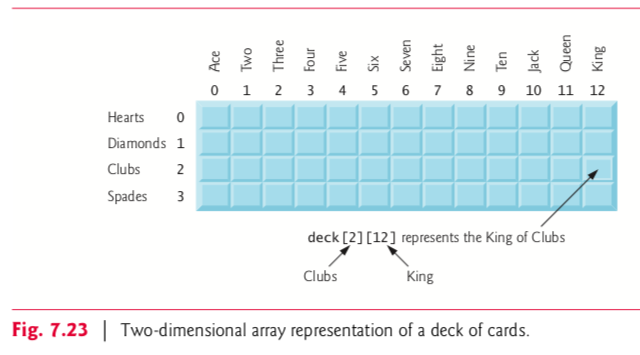 Ace Two Three Four Five Six Seven Eight Nine Ten Jack Queen King
0 1 2 3 4 5 6 7 8 9 10 11 12
Hearts 0
Diamonds 1
Clubs 2
Spades 3
deck[2][12] represents the King of Clubs
Clubs King
Fig. 7.23 | Two-dimensional array representation of a deck of cards.